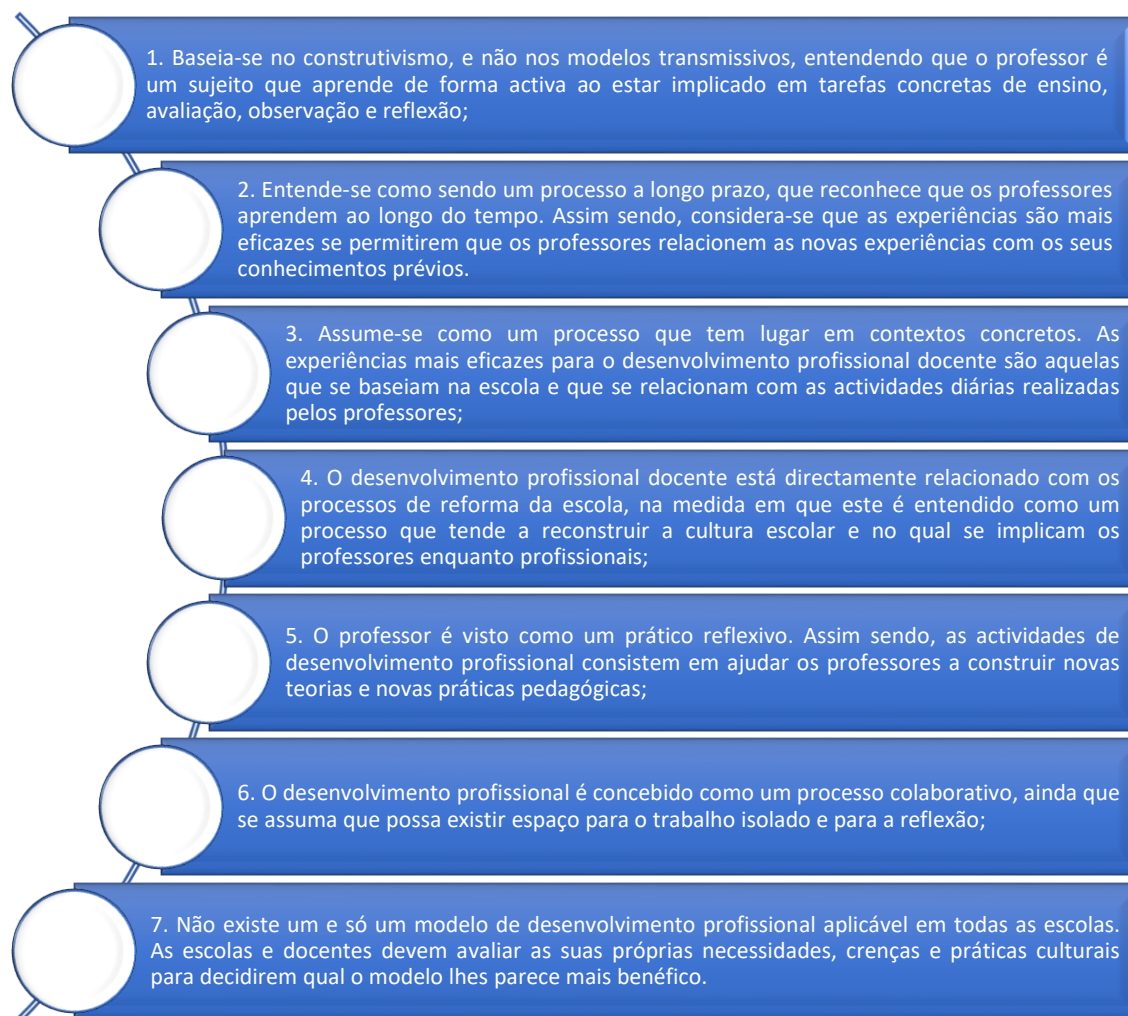 1. Baseia-se no construtivismo, e não nos modelos transmissivos, entendendo que o professor é
um sujeito que aprende de forma activa ao estar implicado em tarefas concretas de ensino,
avaliação, observação e reflexão;
2. Entende-se como sendo um processo a longo prazo, que reconhece que os professores
aprendem ao longo do tempo. Assim sendo, considera-se que as experiências são mais
eficazes se permitirem que os professores relacionem as novas experiências com os seus
conhecimentos prévios.
3. Assume-se como um processo que tem lugar em contextos concretos. As
experiências mais eficazes para o desenvolvimento profissional docente são aquelas
que se baseiam na escola e que se relacionam com as actividades diárias realizadas
pelos professores;
4. O desenvolvimento profissional docente está directamente relacionado com os
processos de reforma da escola, na medida em que este é entendido como um
processo que tende a reconstruir a cultura escolar e no qual se implicam os
professores enquanto profissionais;
5. O professor é visto como um prático reflexivo. Assim sendo, as actividades de
desenvolvimento profissional consistem em ajudar os professores a construir novas
teorias e novas práticas pedagógicas;
6. O desenvolvimento profissional é concebido como um processo colaborativo, ainda que
se assuma que possa existir espaço para o trabalho isolado e para a reflexão;
7. Não existe um e só um modelo de desenvolvimento profissional aplicável em todas as escolas.
As escolas e docentes devem avaliar as suas próprias necessidades, crenças e práticas culturais
para decidirem qual o modelo lhes parece mais benéfico.